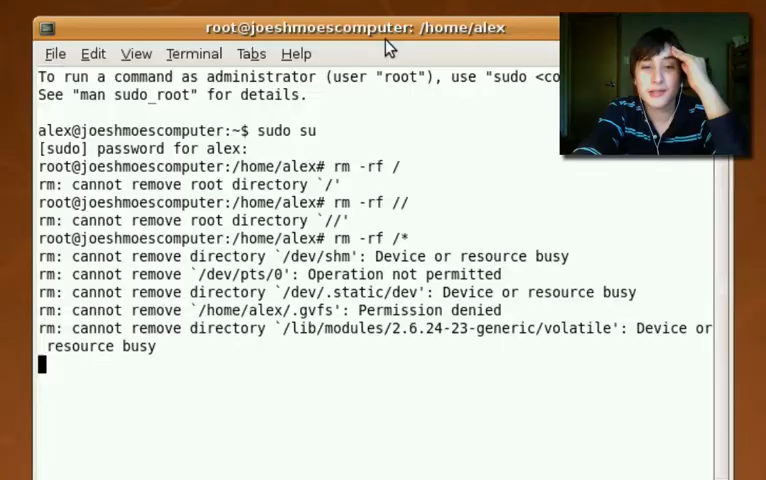 root@joeshmoescomputer: /home/alex
File Edit View Terminal Tabs Help
To run a command as administrator (user "root"), use "sudo <co
See "man sudo_root" for details.
alex@joeshmoescomputer:~$ sudo su
[sudo] password for alex:
root@joeshmoescomputer:/home/alex# rm -rf /
rm: cannot remove root directory `/'
root@joeshmoescomputer:/home/alex# rm -rf //
rm: cannot remove root directory `//'
root@joeshmoescomputer:/home/alex# rm -rf /*
rm: cannot remove directory `/dev/shm': Device or resource busy
rm: cannot remove `/dev/pts/0': Operation not permitted
rm: cannot remove directory `/dev/.static/dev': Device or resource busy
rm: cannot remove `/home/alex/.gvfs': Permission denied
rm: cannot remove directory `/lib/modules/2.6.24-23-generic/volatile': Device or
resource busy